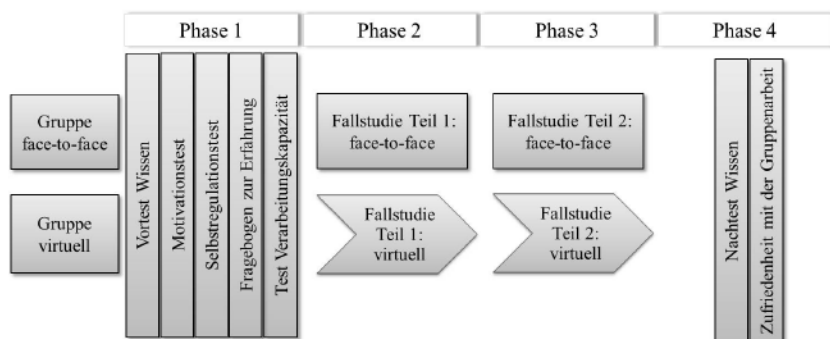 Phase 1
Phase 2
Phase 3
Phase 4
Gruppe
face-to-face
Gruppe
virtuell
Vortest Wissen
Motivationstest
Selbstregulationstest
Fragebogen zur Erfahrung
Test Verarbeitungskapazität
Fallstudie Teil 1:
face-to-face
Fallstudie
Teil 1:
virtuell
Fallstudie Teil 2:
face-to-face
Fallstudie
Teil 2:
virtuell
Nachtest Wissen
Zufriedenheit mit der Gruppenarbeit